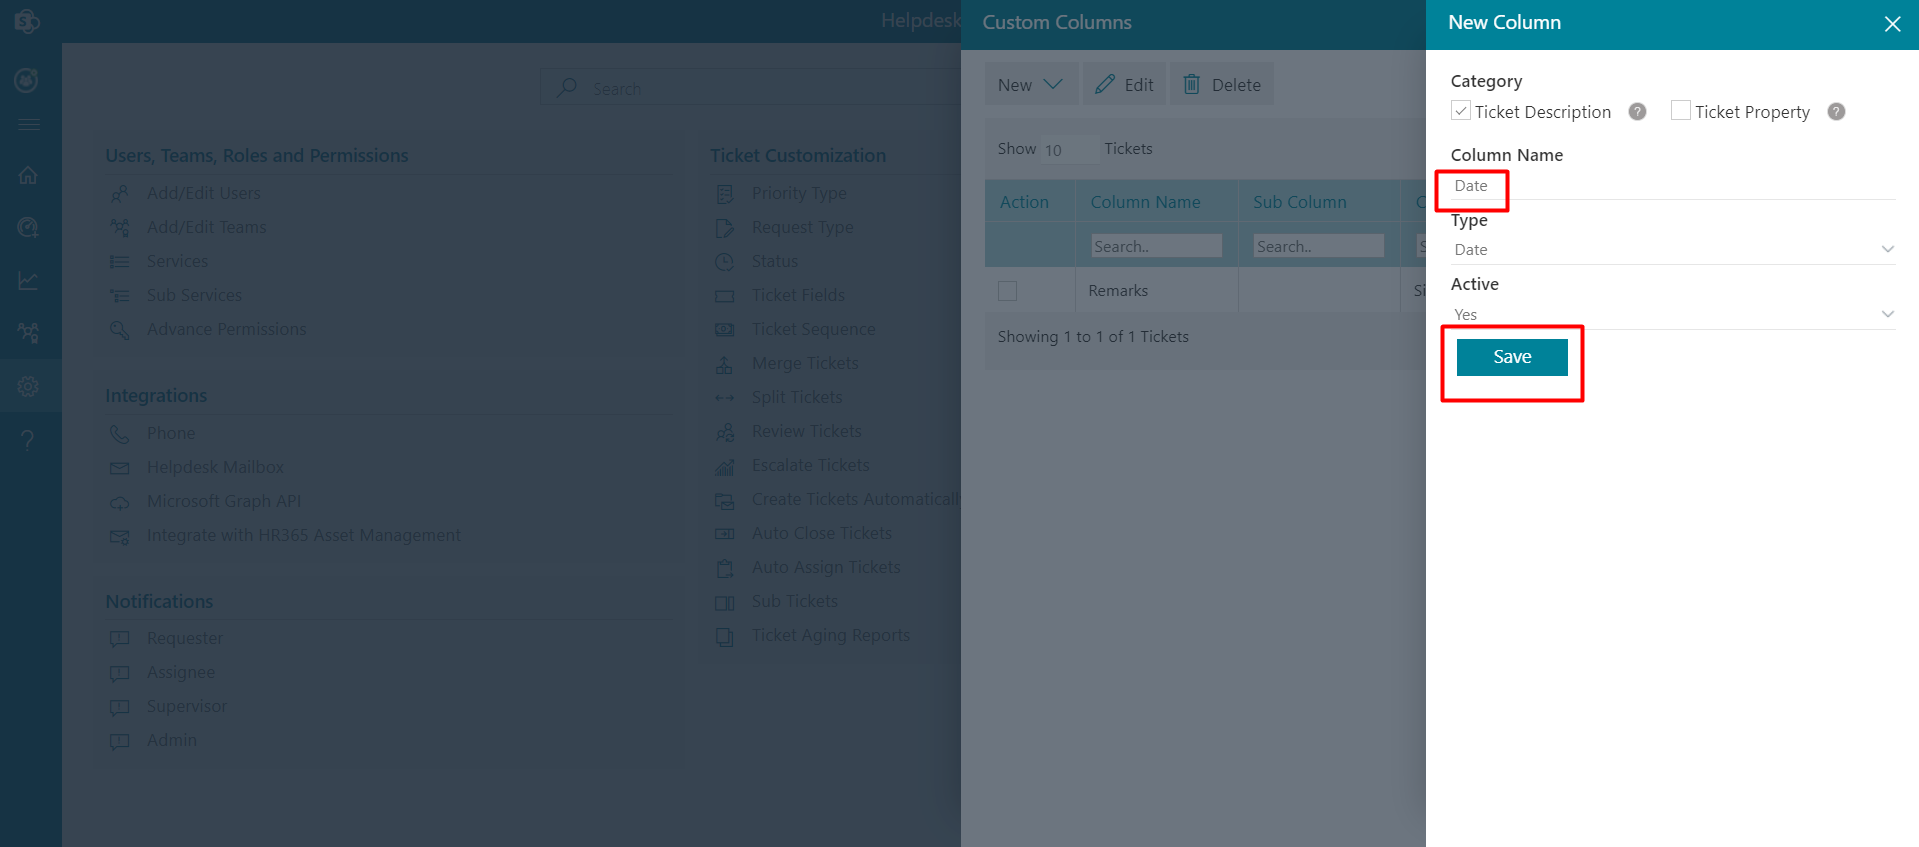 Helpdesk
Search
Users, Teams, Roles and Permissions
Add/Edit Users
Add/Edit Teams
Services
Sub Services
Advance Permissions
Integrations
Phone
Helpdesk Mailbox
Microsoft Graph API
Integrate with HR365 Asset Management
Notifications
Requester
Assignee
Supervisor
Admin
Ticket Customization
Priority Type
Request Type
Status
Ticket Fields
Ticket Sequence
Merge Tickets
Split Tickets
Review Tickets
Escalate Tickets
Create Tickets Automatically
Auto Close Tickets
Auto Assign Tickets
Sub Tickets
Ticket Aging Reports
Custom Columns
New Edit Delete
Show 10 Tickets
Action Column Name Sub Column C
Search.. Search.. S
Remarks Si
Showing 1 to 1 of 1 Tickets
New Column
Category
Ticket Description ? Ticket Property ?
Column Name
Date
Type
Date
Active
Yes
Save